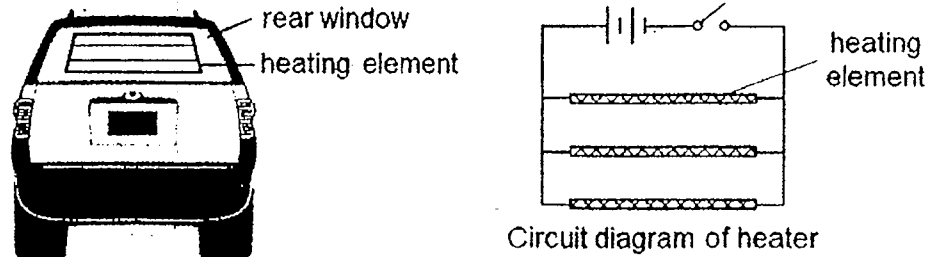 rear window
heating element
heating
element
Circuit diagram of heater